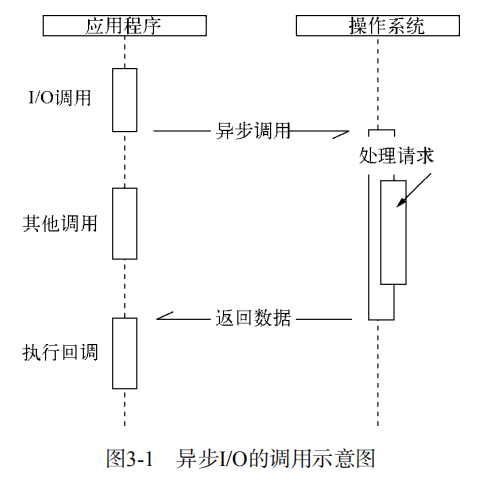 应用程序
操作系统
I/O调用
异步调用
处理请求
其他调用
返回数据
执行回调
图3-1 异步I/O的调用示意图